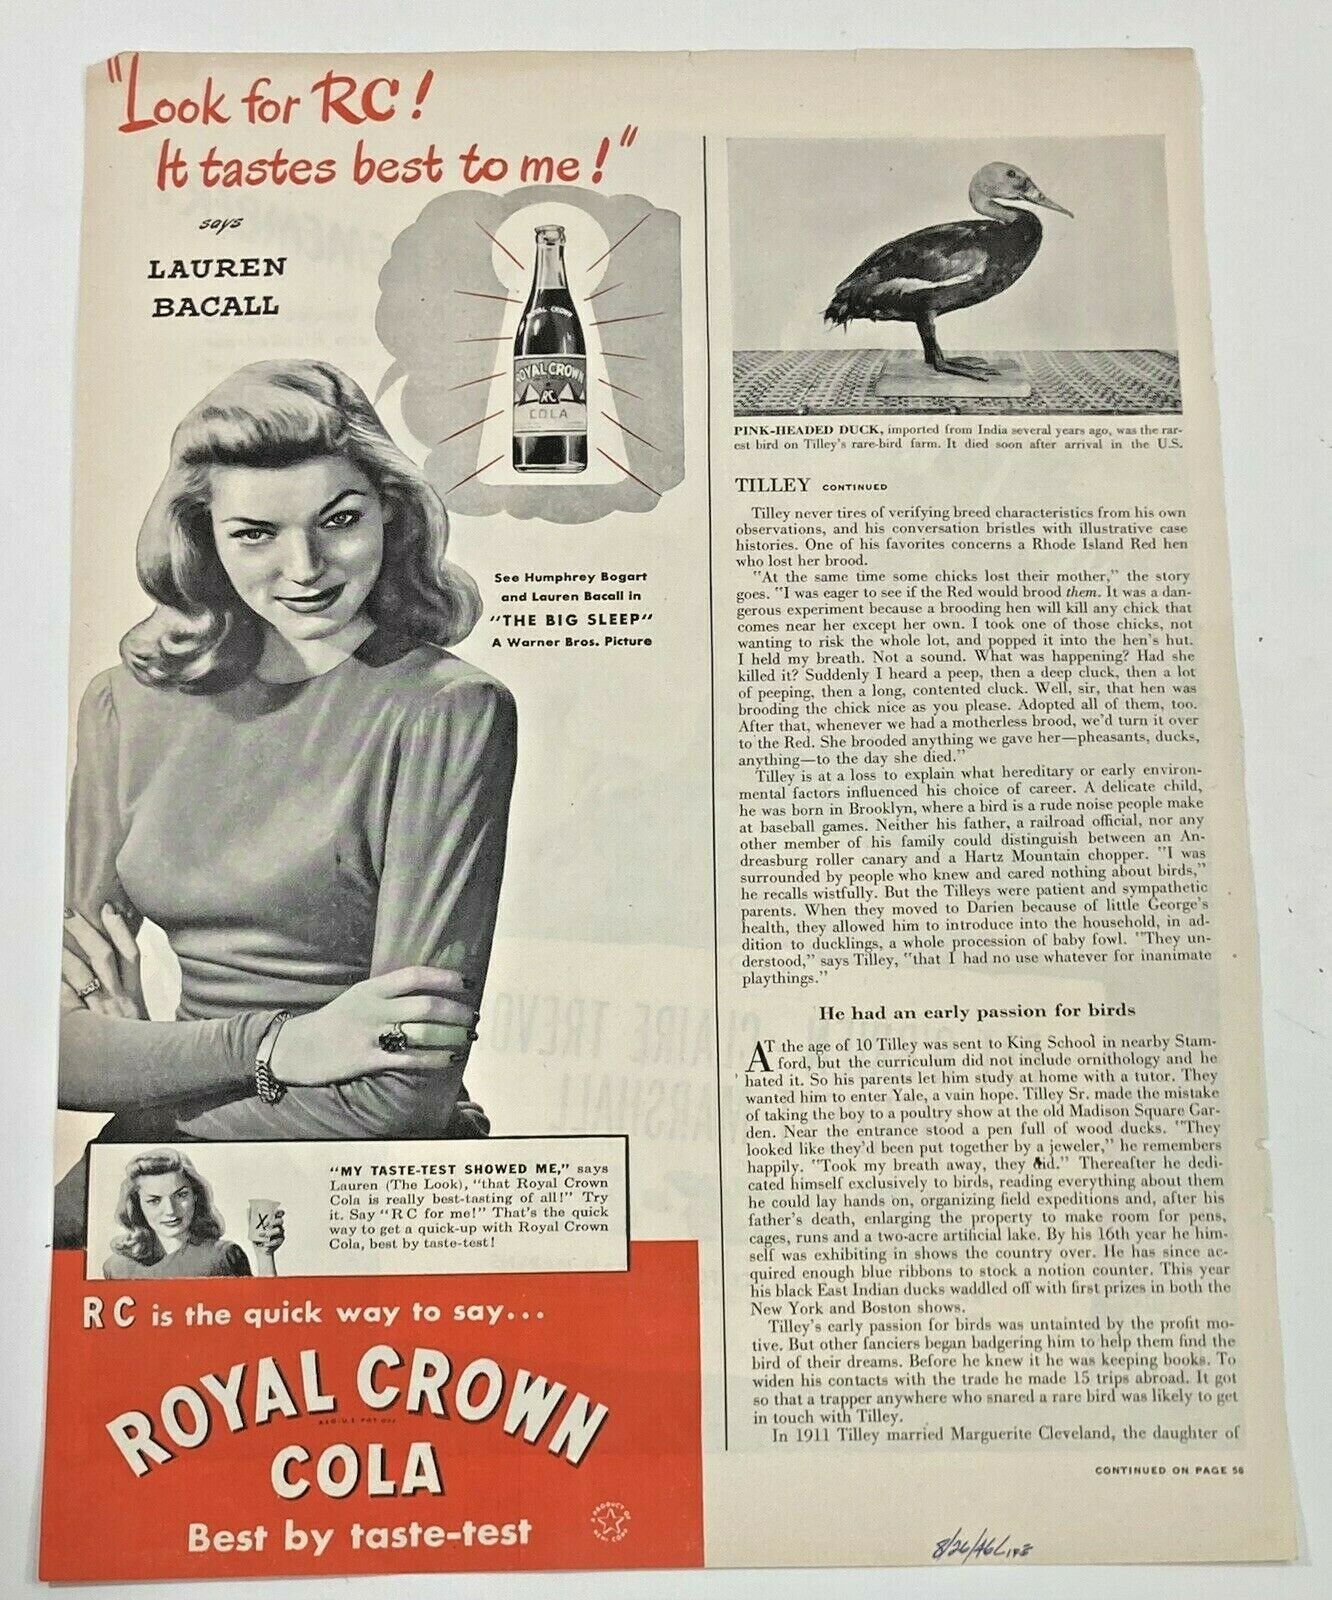 "Look for RC!
It tastes best to me!"
says
LAUREN
BACALL
ROYAL CROWN
ROYAL CROWN
RC
COLA
See Humphrey Bogart
and Lauren Bacall in
"THE BIG SLEEP"
A Warner Bros. Picture
"MY TASTE-TEST SHOWED ME," says
Lauren (The Look), "that Royal Crown
Cola is really best-tasting of all!" Try
it. Say "RC for me!" That's the quick
way to get a quick-up with Royal Crown
Cola, best by taste-test!
X
RC is the quick way to say...
ROYAL CROWN
REG. U.S. PAT. OFF.
COLA
Best by taste-test
A PRODUCT OF
NEHI CORP.
PINK-HEADED DUCK, imported from India several years ago, was the rar-
est bird on Tilley's rare-bird farm. It died soon after arrival in the U.S.
TILLEY CONTINUED
Tilley never tires of verifying breed characteristics from his own
observations, and his conversation bristles with illustrative case
histories. One of his favorites concerns a Rhode Island Red hen
who lost her brood.
"At the same time some chicks lost their mother," the story
goes. "I was eager to see if the Red would brood them. It was a dan-
gerous experiment because a brooding hen will kill any chick that
comes near her except her own. I took one of those chicks, not
wanting to risk the whole lot, and popped it into the hen's hut.
I held my breath. Not a sound. What was happening? Had she
killed it? Suddenly I heard a peep, then a deep cluck, then a lot
of peeping, then a long, contented cluck. Well, sir, that hen was
brooding the chick nice as you please. Adopted all of them, too.
After that, whenever we had a motherless brood, we'd turn it over
to the Red. She brooded anything we gave her—pheasants, ducks,
anything—to the day she died."
Tilley is at a loss to explain what hereditary or early environ-
mental factors influenced his choice of career. A delicate child,
he was born in Brooklyn, where a bird is a rude noise people make
at baseball games. Neither his father, a railroad official, nor any
other member of his family could distinguish between an An-
dreasburg roller canary and a Hartz Mountain chopper. "I was
surrounded by people who knew and cared nothing about birds,"
he recalls wistfully. But the Tilleys were patient and sympathetic
parents. When they moved to Darien because of little George's
health, they allowed him to introduce into the household, in ad-
dition to ducklings, a whole procession of baby fowl. "They un-
derstood," says Tilley, "that I had no use whatever for inanimate
playthings."
He had an early passion for birds
AT the age of 10 Tilley was sent to King School in nearby Stam-
ford, but the curriculum did not include ornithology and he
hated it. So his parents let him study at home with a tutor. They
wanted him to enter Yale, a vain hope. Tilley Sr. made the mistake
of taking the boy to a poultry show at the old Madison Square Gar-
den. Near the entrance stood a pen full of wood ducks. "They
looked like they'd been put together by a jeweler," he remembers
happily. "Took my breath away, they did." Thereafter he dedi-
cated himself exclusively to birds, reading everything about them
he could lay hands on, organizing field expeditions and, after his
father's death, enlarging the property to make room for pens,
cages, runs and a two-acre artificial lake. By his 16th year he him-
self was exhibiting in shows the country over. He has since ac-
quired enough blue ribbons to stock a notion counter. This year
his black East Indian ducks waddled off with first prizes in both the
New York and Boston shows.
Tilley's early passion for birds was untainted by the profit mo-
tive. But other fanciers began badgering him to help them find the
bird of their dreams. Before he knew it he was keeping books. To
widen his contacts with the trade he made 15 trips abroad. It got
so that a trapper anywhere who snared a rare bird was likely to get
in touch with Tilley.
In 1911 Tilley married Marguerite Cleveland, the daughter of
CONTINUED ON PAGE 56
8/26/46